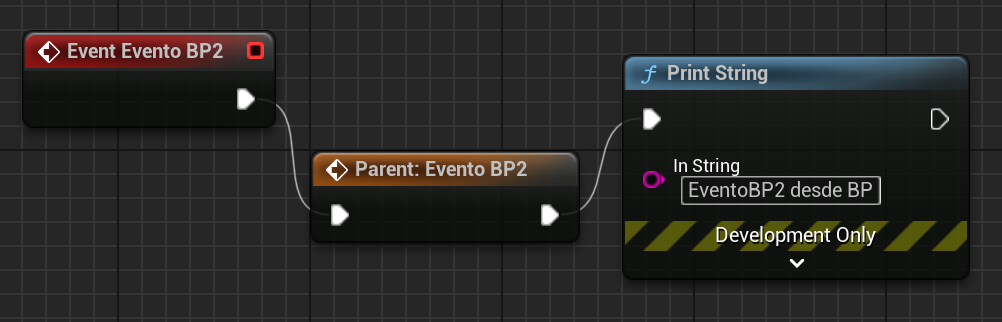 Event Evento BP2
Parent: Evento BP2
Print String
In String
EventoBP2 desde BP
Development Only